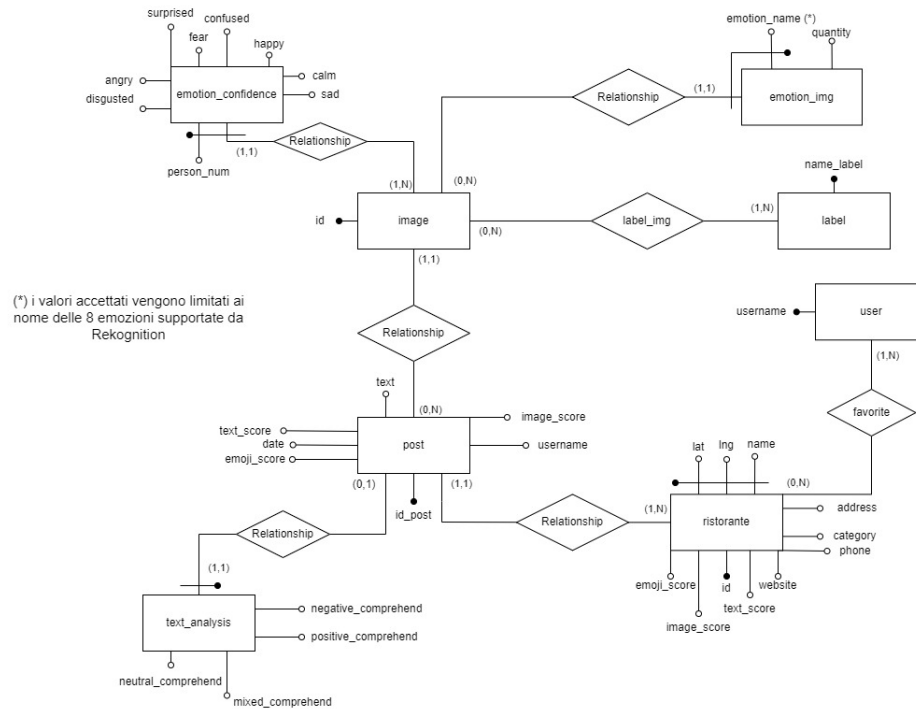 surprised
confused
fear
happy
angry
calm
disgusted
sad
emotion_confidence
person_num
(1,1)
Relationship
(1,N)
Relationship
(0,N)
(1,1)
emotion_name (*)
quantity
emotion_img
id
image
(0,N)
label_img
(1,N)
name_label
label
(1,1)
(*) i valori accettati vengono limitati ai
nome delle 8 emozioni supportate da
Rekognition
Relationship
username
user
(1,N)
favorite
(0,N)
text
(0,N)
image_score
text_score
date
emoji_score
post
username
(0,1)
id_post
(1,1)
Relationship
(1,N)
lat
lng
name
ristorante
address
category
phone
emoji_score
id
website
text_score
image_score
Relationship
(1,1)
text_analysis
negative_comprehend
positive_comprehend
neutral_comprehend
mixed_comprehend